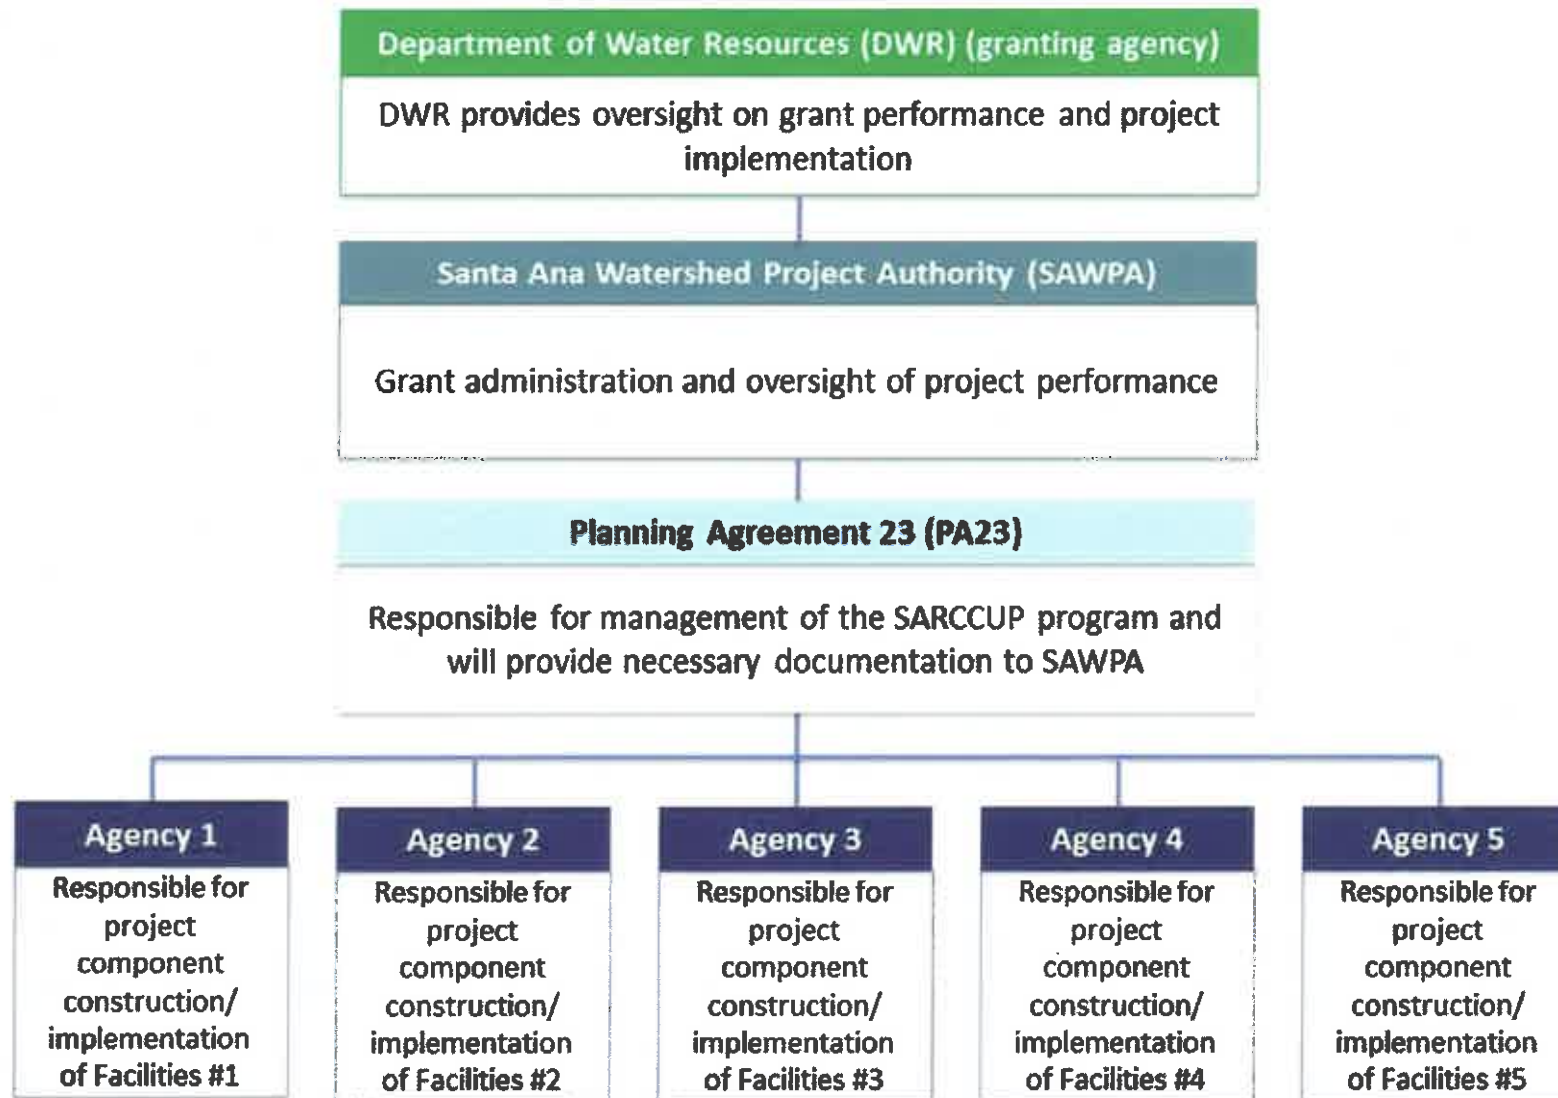 Department of Water Resources (DWR) (granting agency)
DWR provides oversight on grant performance and project
implementation
Santa Ana Watershed Project Authority (SAWPA)
Grant administration and oversight of project performance
Planning Agreement 23 (PA23)
Responsible for management of the SARCCUP program and
will provide necessary documentation to SAWPA
Agency 1
Responsible for
project
component
construction/
implementation
of Facilities #1
Agency 2
Responsible for
project
component
construction/
implementation
of Facilities #2
Agency 3
Responsible for
project
component
construction/
implementation
of Facilities #3
Agency 4
Responsible for
project
component
construction/
implementation
of Facilities #4
Agency 5
Responsible for
project
component
construction/
implementation
of Facilities #5